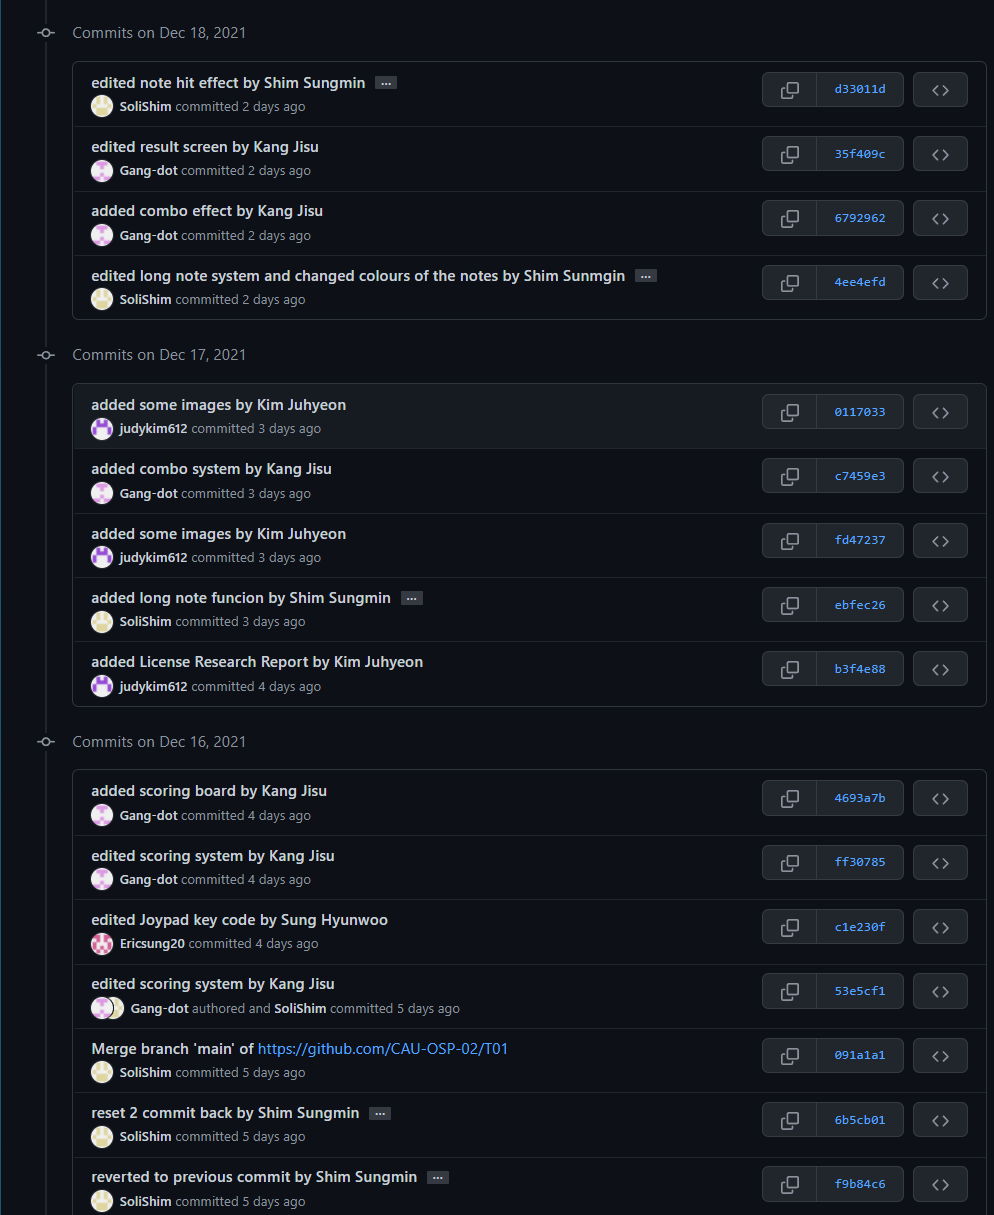 Commits on Dec 18, 2021
edited note hit effect by Shim Sungmin ...
d33011d
SoliShim committed 2 days ago
edited result screen by Kang Jisu
35f409c
Gang-dot committed 2 days ago
added combo effect by Kang Jisu
6792962
Gang-dot committed 2 days ago
edited long note system and changed colours of the notes by Shim Sunmgin ...
4ee4efd
SoliShim committed 2 days ago
Commits on Dec 17, 2021
added some images by Kim Juhyeon
0117033
judykim612 committed 3 days ago
added combo system by Kang Jisu
c7459e3
Gang-dot committed 3 days ago
added some images by Kim Juhyeon
fd47237
judykim612 committed 3 days ago
added long note funcion by Shim Sungmin ...
ebfec26
SoliShim committed 3 days ago
added License Research Report by Kim Juhyeon
b3f4e88
judykim612 committed 4 days ago
Commits on Dec 16, 2021
added scoring board by Kang Jisu
4693a7b
Gang-dot committed 4 days ago
edited scoring system by Kang Jisu
ff30785
Gang-dot committed 4 days ago
edited Joypad key code by Sung Hyunwoo
c1e230f
Ericsung20 committed 4 days ago
edited scoring system by Kang Jisu
53e5cf1
Gang-dot authored and SoliShim committed 5 days ago
Merge branch 'main' of https://github.com/CAU-OSP-02/T01
091a1a1
SoliShim committed 5 days ago
reset 2 commit back by Shim Sungmin ...
6b5cb01
SoliShim committed 5 days ago
reverted to previous commit by Shim Sungmin ...
f9b84c6
SoliShim committed 5 days ago